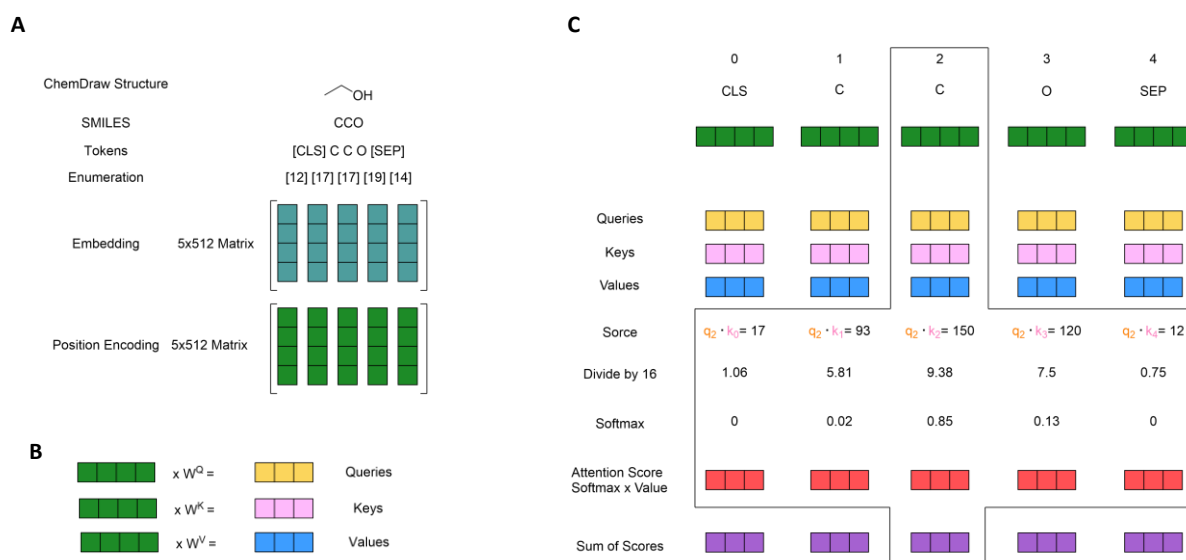 A
ChemDraw Structure
OH
SMILES CCO
Tokens [CLS] C C O [SEP]
Enumeration [12] [17] [17] [19] [14]
Embedding 5x512 Matrix
Position Encoding 5x512 Matrix
B
x W^Q = Queries
x W^K = Keys
x W^V = Values
C
0 1 2 3 4
CLS C C O SEP
Queries
Keys
Values
Sorce q₂ · k₀= 17 q₂ · k₁= 93 q₂ · k₂= 150 q₂ · k₃= 120 q₂ · k₄= 12
Divide by 16 1.06 5.81 9.38 7.5 0.75
Softmax 0 0.02 0.85 0.13 0
Attention Score
Softmax x Value
Sum of Scores